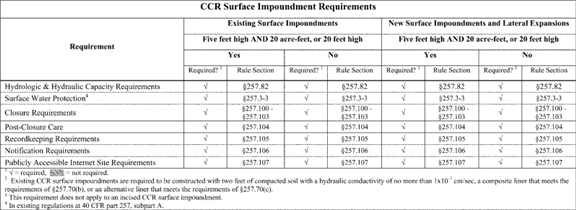 CCR Surface Impoundment Requirements
Existing Surface Impoundments New Surface Impoundments and Lateral Expansions
Requirement Five feet high AND 20 acre-feet, or 20 feet high Five feet high AND 20 acre-feet, or 20 feet high
Yes No Yes No
Required? 1 Rule Section Required? 1 Rule Section Required? 1 Rule Section Required? 1 Rule Section
Hydrologic & Hydraulic Capacity Requirements √ §257.82 √ §257.82 √ §257.82 √ §257.82
Surface Water Protection4 √ §257.3-3 √ §257.3-3 √ §257.3-3 √ §257.3-3
Closure Requirements √ §257.100 - §257.103 √ §257.100 - §257.103 √ §257.100 - §257.103 √ §257.100 - §257.103
Post-Closure Care √ §257.104 √ §257.104 √ §257.104 √ §257.104
Recordkeeping Requirements √ §257.105 √ §257.105 √ §257.105 √ §257.105
Notification Requirements √ §257.106 √ §257.106 √ §257.106 √ §257.106
Publicly Accessible Internet Site Requirements √ §257.107 √ §257.107 √ §257.107 √ §257.107
1 √ = required, = not required.
2 Existing CCR surface impoundments are required to be constructed with two feet of compacted soil with a hydraulic conductivity of no more than 1x10-7 cm/sec, a composite liner that meets the
requirements of §257.70(b), or an alternative liner that meets the requirements of §257.70(c).
3 This requirement does not apply to an incised CCR surface impoundment.
4 In existing regulations at 40 CFR part 257, subpart A.